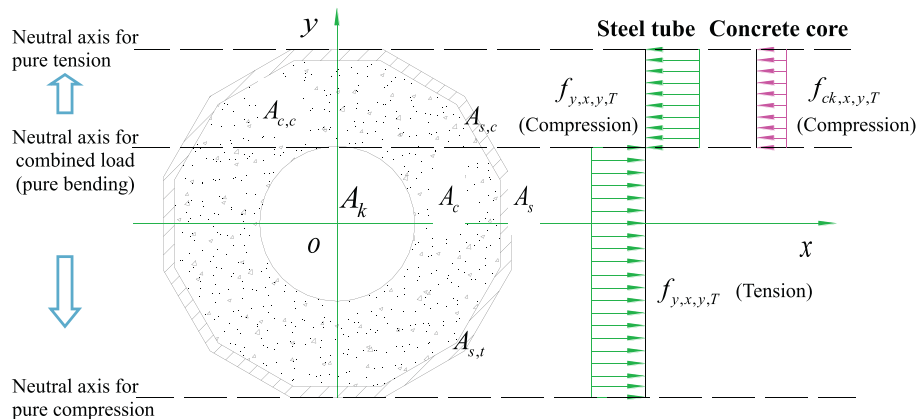 y
Steel tube Concrete core
Neutral axis for
pure tension
f_{y,x,y,T}
(Compression)
f_{ck,x,y,T}
(Compression)
A_{c,c}
A_{s,c}
Neutral axis for
combined load
(pure bending)
A_k
A_c
A_s
o
x
f_{y,x,y,T} (Tension)
A_{s,t}
Neutral axis for
pure compression